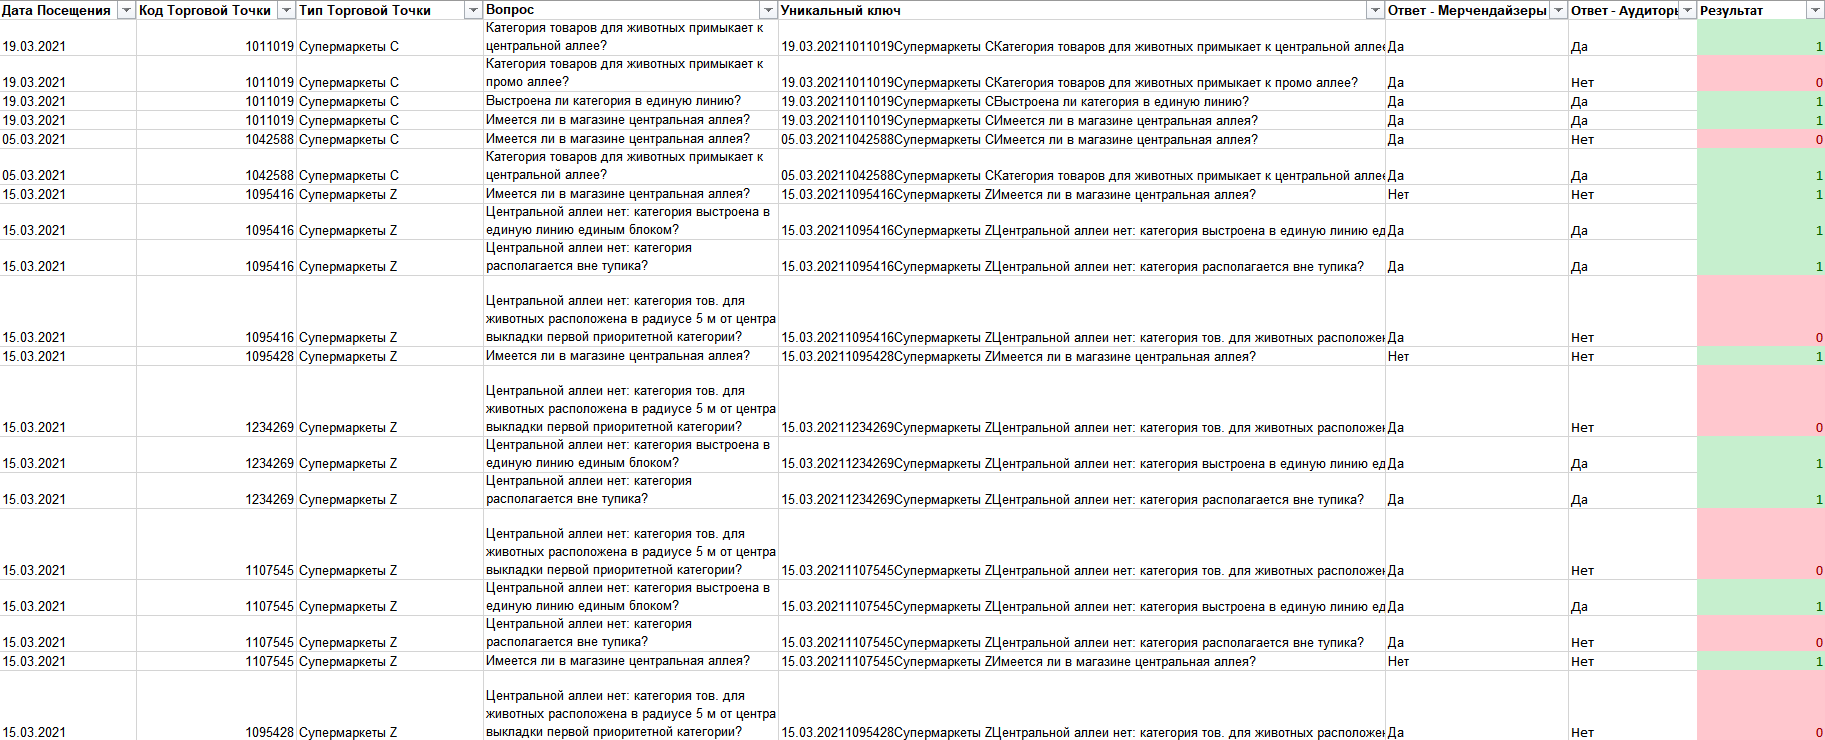 Дата Посещения Код Торговой Точки Тип Торговой Точки Вопрос Уникальный ключ Ответ - Мерчендайзеры Ответ - Аудиторы Результат
Категория товаров для животных примыкает к
19.03.2021 1011019 Супермаркеты С центральной аллее? 19.03.20211011019Супермаркеты СКатегория товаров для животных примыкает к центральной аллее Да Да 1
Категория товаров для животных примыкает к
19.03.2021 1011019 Супермаркеты С промо аллее? 19.03.20211011019Супермаркеты СКатегория товаров для животных примыкает к промо аллее? Да Нет 0
19.03.2021 1011019 Супермаркеты С Выстроена ли категория в единую линию? 19.03.20211011019Супермаркеты СВыстроена ли категория в единую линию? Да Да 1
19.03.2021 1011019 Супермаркеты С Имеется ли в магазине центральная аллея? 19.03.20211011019Супермаркеты СИмеется ли в магазине центральная аллея? Да Да 1
05.03.2021 1042588 Супермаркеты С Имеется ли в магазине центральная аллея? 05.03.20211042588Супермаркеты СИмеется ли в магазине центральная аллея? Да Нет 0
Категория товаров для животных примыкает к
05.03.2021 1042588 Супермаркеты С центральной аллее? 05.03.20211042588Супермаркеты СКатегория товаров для животных примыкает к центральной аллее Да Да 1
15.03.2021 1095416 Супермаркеты Z Имеется ли в магазине центральная аллея? 15.03.20211095416Супермаркеты ZИмеется ли в магазине центральная аллея? Нет Нет 1
Центральной аллеи нет: категория выстроена в
15.03.2021 1095416 Супермаркеты Z единую линию единым блоком? 15.03.20211095416Супермаркеты ZЦентральной аллеи нет: категория выстроена в единую линию ед Да Да 1
Центральной аллеи нет: категория
15.03.2021 1095416 Супермаркеты Z располагается вне тупика? 15.03.20211095416Супермаркеты ZЦентральной аллеи нет: категория располагается вне тупика? Да Да 1
Центральной аллеи нет: категория тов. для
животных расположена в радиусе 5 м от центра
15.03.2021 1095416 Супермаркеты Z выкладки первой приоритетной категории? 15.03.20211095416Супермаркеты ZЦентральной аллеи нет: категория тов. для животных расположен Да Нет 0
15.03.2021 1095428 Супермаркеты Z Имеется ли в магазине центральная аллея? 15.03.20211095428Супермаркеты ZИмеется ли в магазине центральная аллея? Нет Нет 1
Центральной аллеи нет: категория тов. для
животных расположена в радиусе 5 м от центра
15.03.2021 1234269 Супермаркеты Z выкладки первой приоритетной категории? 15.03.20211234269Супермаркеты ZЦентральной аллеи нет: категория тов. для животных расположен Да Нет 0
Центральной аллеи нет: категория выстроена в
15.03.2021 1234269 Супермаркеты Z единую линию единым блоком? 15.03.20211234269Супермаркеты ZЦентральной аллеи нет: категория выстроена в единую линию ед Да Да 1
Центральной аллеи нет: категория
15.03.2021 1234269 Супермаркеты Z располагается вне тупика? 15.03.20211234269Супермаркеты ZЦентральной аллеи нет: категория располагается вне тупика? Да Да 1
Центральной аллеи нет: категория тов. для
животных расположена в радиусе 5 м от центра
15.03.2021 1107545 Супермаркеты Z выкладки первой приоритетной категории? 15.03.20211107545Супермаркеты ZЦентральной аллеи нет: категория тов. для животных расположен Да Нет 0
Центральной аллеи нет: категория выстроена в
15.03.2021 1107545 Супермаркеты Z единую линию единым блоком? 15.03.20211107545Супермаркеты ZЦентральной аллеи нет: категория выстроена в единую линию ед Да Да 1
Центральной аллеи нет: категория
15.03.2021 1107545 Супермаркеты Z располагается вне тупика? 15.03.20211107545Супермаркеты ZЦентральной аллеи нет: категория располагается вне тупика? Да Нет 0
15.03.2021 1107545 Супермаркеты Z Имеется ли в магазине центральная аллея? 15.03.20211107545Супермаркеты ZИмеется ли в магазине центральная аллея? Нет Нет 1
Центральной аллеи нет: категория тов. для
животных расположена в радиусе 5 м от центра
15.03.2021 1095428 Супермаркеты Z выкладки первой приоритетной категории? 15.03.20211095428Супермаркеты ZЦентральной аллеи нет: категория тов. для животных расположен Да Нет 0